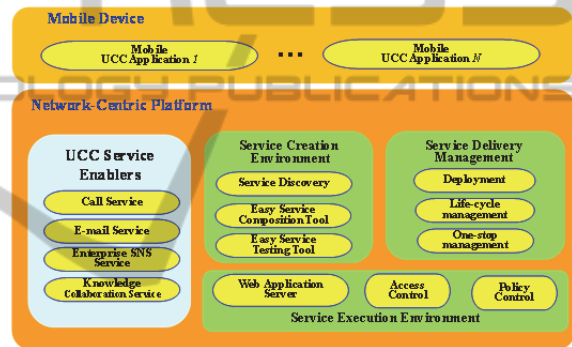 Mobile Device
Mobile
UCC Application 1
...
Mobile
UCC Application N
OLOGY PUBLICATIONS
Network-Centric Platform
UCC Service
Enablers
Call Service
E-mail Service
Enterprise SNS
Service
Knowledge
Collaboration Service
Service Creation
Environment
Service Discovery
Easy Service
Composition Tool
Easy Service
Testing Tool
Service Delivery
Management
Deployment
Life-cycle
management
One-stop
management
Web Application
Server
Access
Control
Policy
Control
Service Execution Environment